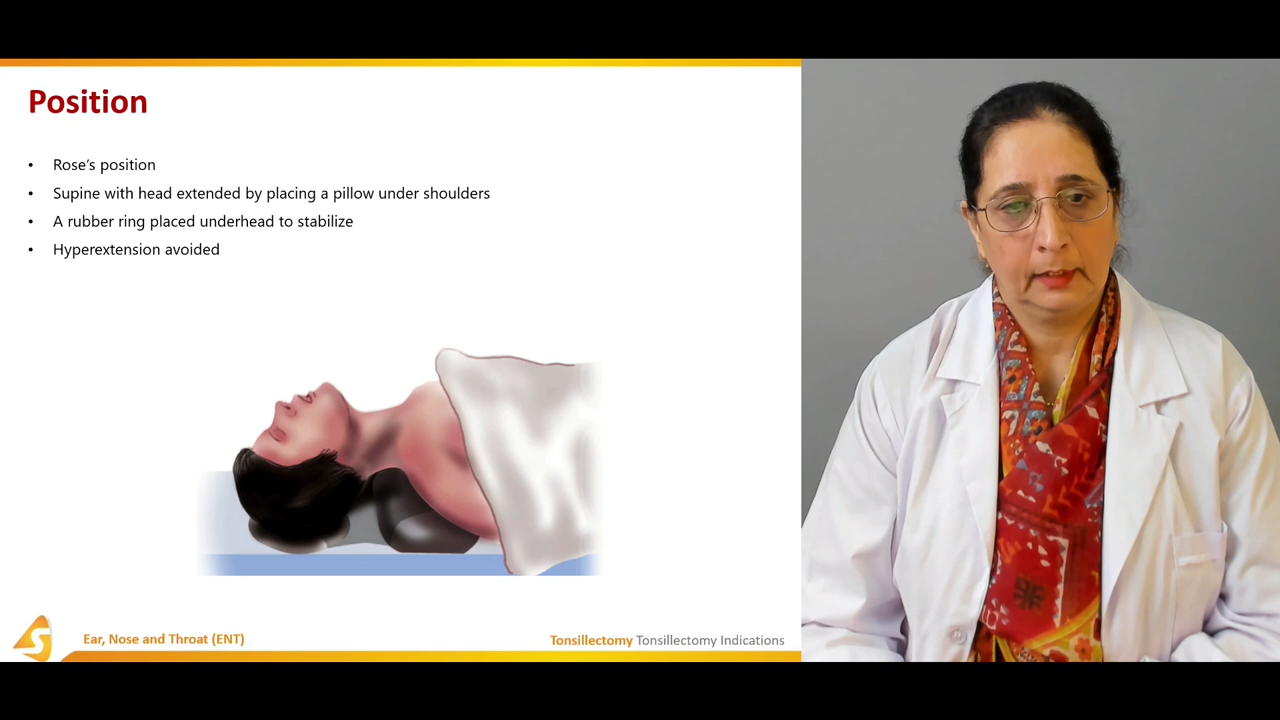 Position
• Rose's position
• Supine with head extended by placing a pillow under shoulders
• A rubber ring placed underhead to stabilize
• Hyperextension avoided
Ear, Nose and Throat (ENT)
Tonsillectomy Tonsillectomy Indications